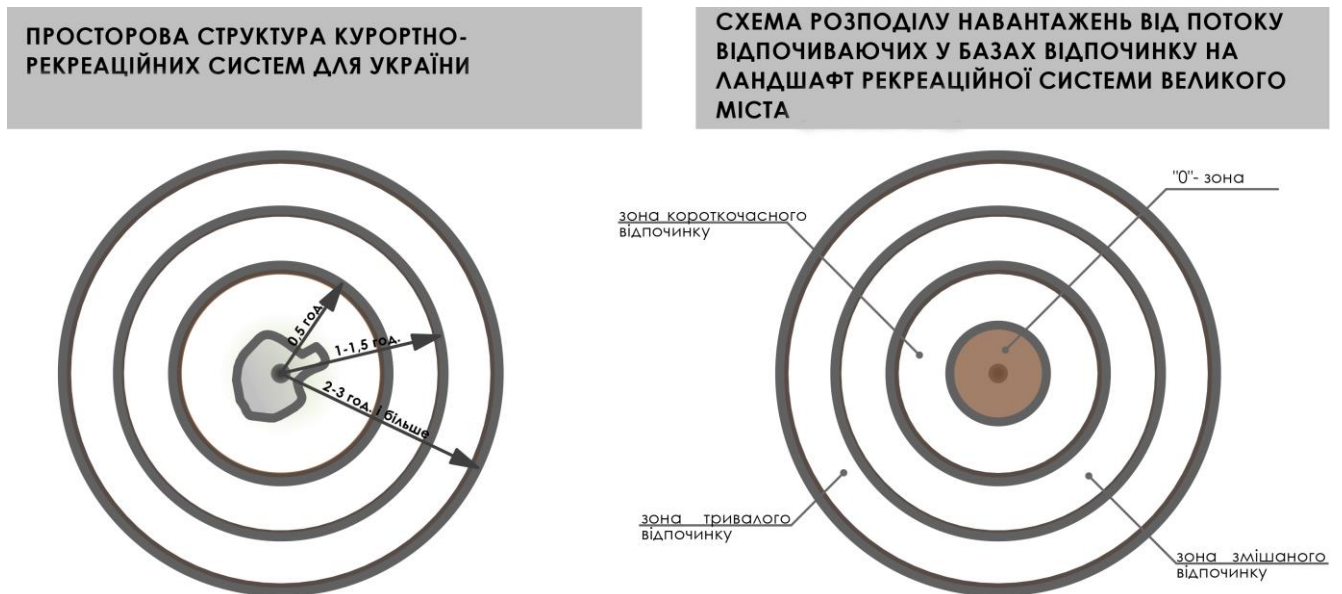 ПРОСТОРОВА СТРУКТУРА КУРОРТНО-
РЕКРЕАЦІЙНИХ СИСТЕМ ДЛЯ УКРАЇНИ
0,5 год.
1-1,5 год.
2-3 год. і більше
СХЕМА РОЗПОДІЛУ НАВАНТАЖЕНЬ ВІД ПОТОКУ
ВІДПОЧИВАЮЧИХ У БАЗАХ ВІДПОЧИНКУ НА
ЛАНДШАФТ РЕКРЕАЦІЙНОЇ СИСТЕМИ ВЕЛИКОГО
МІСТА
"0"- зона
зона короткочасного
відпочинку
зона тривалого
відпочинку
зона змішаного
відпочинку